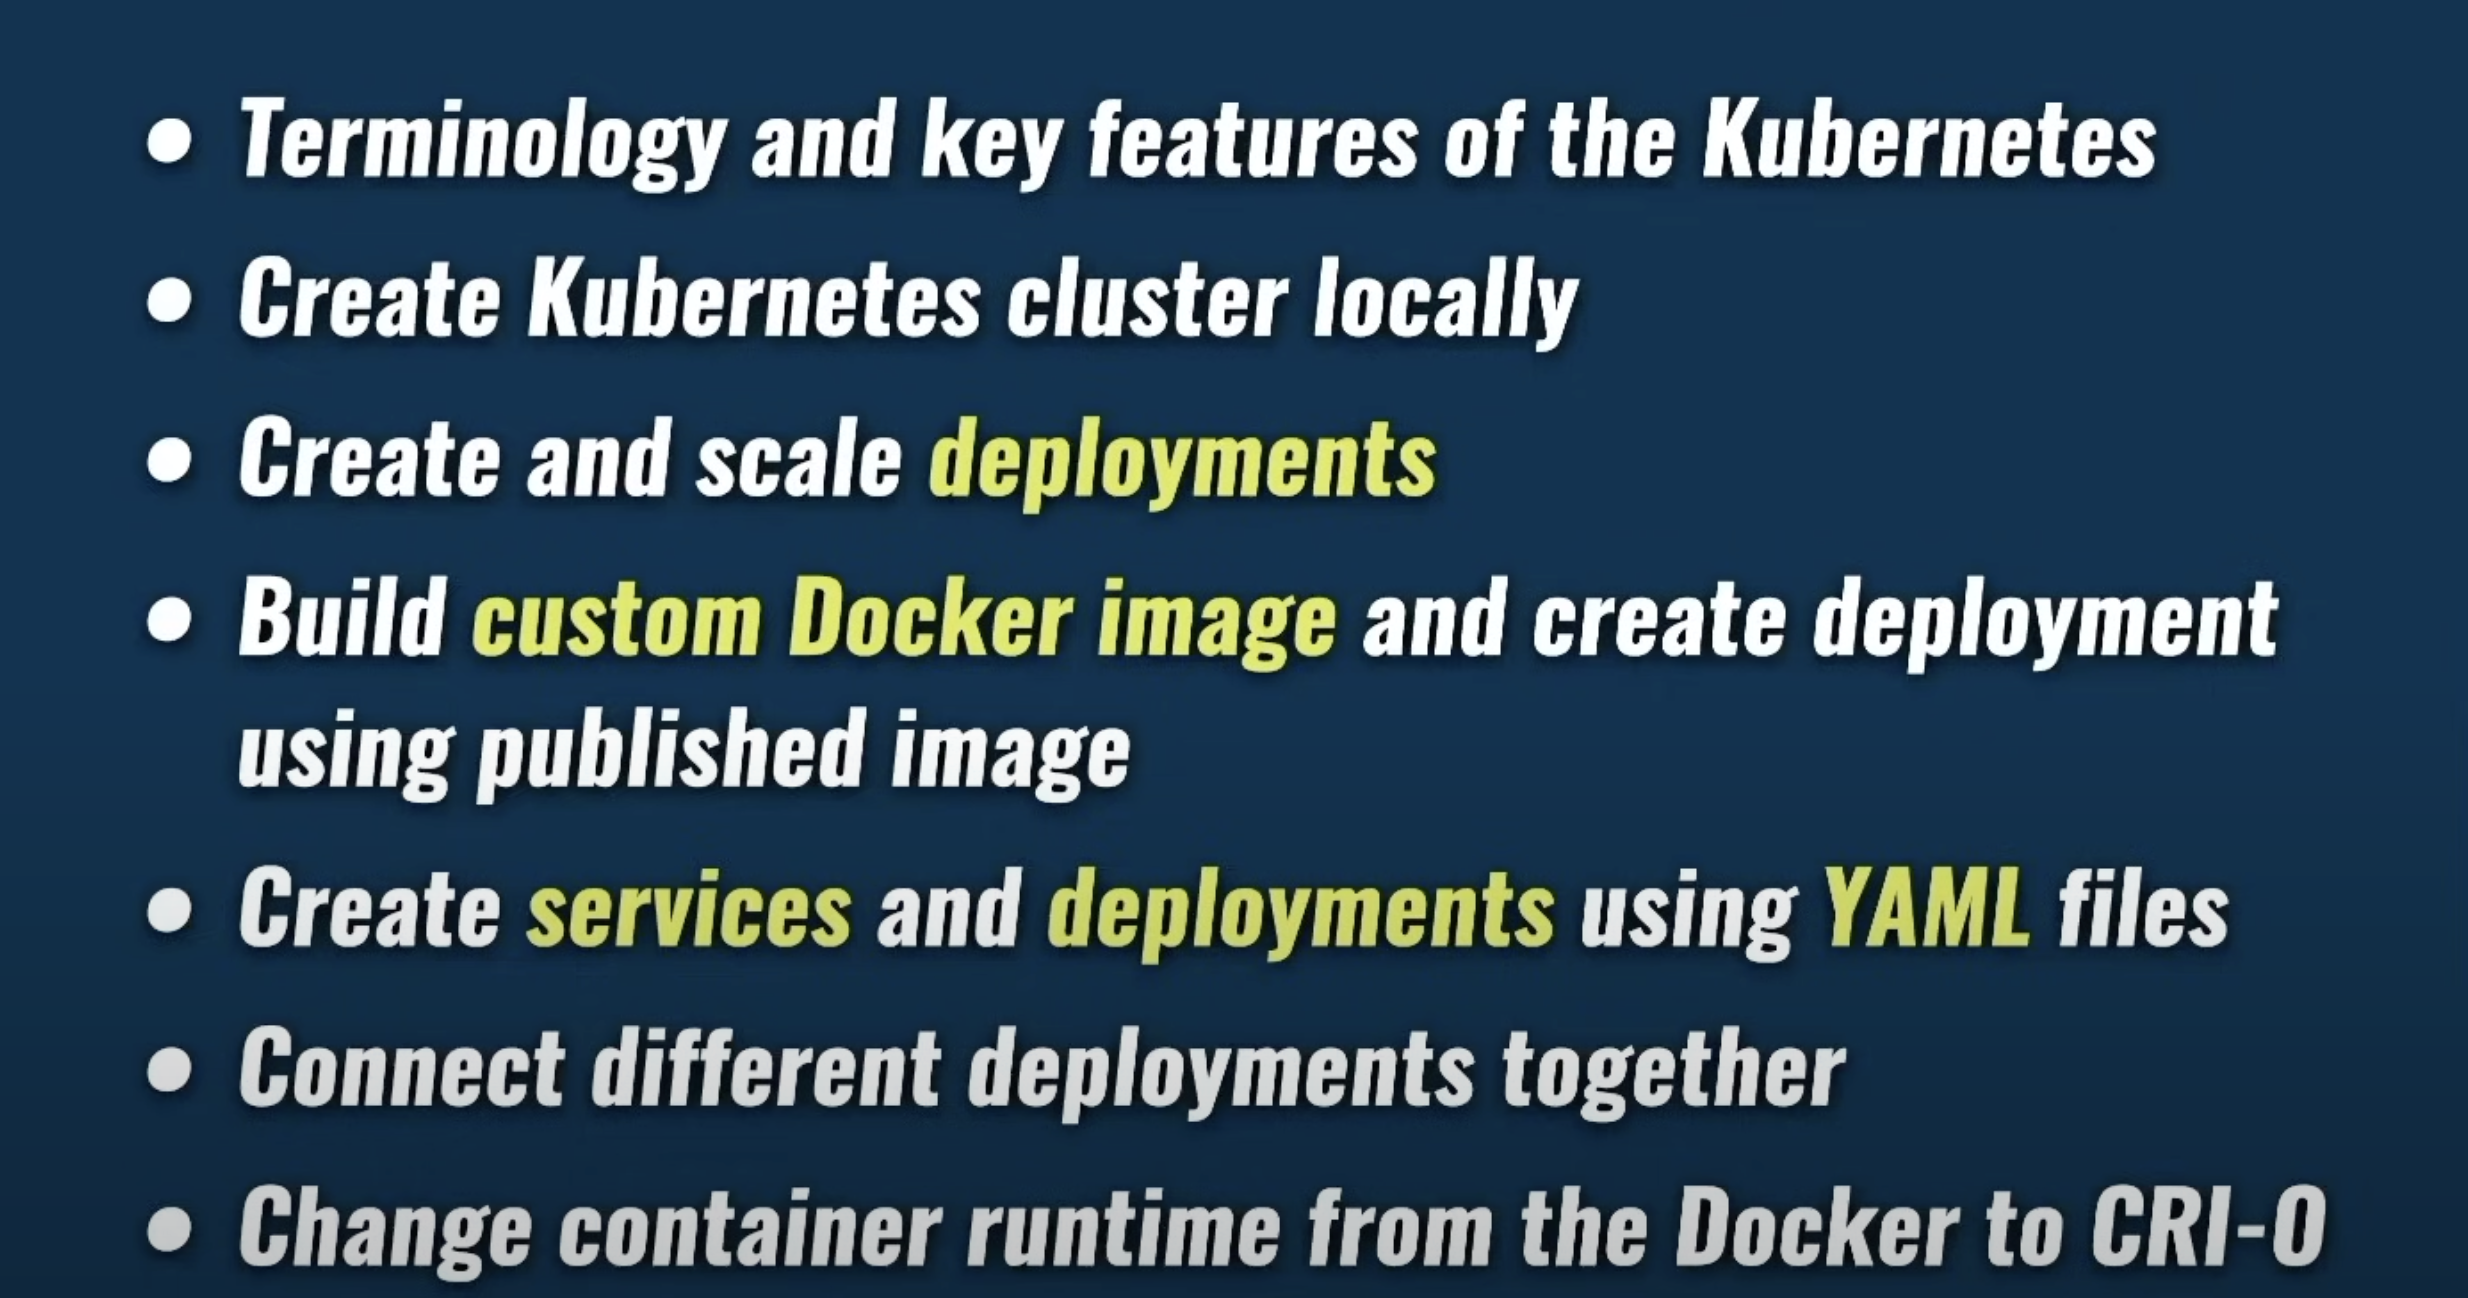 • Terminology and key features of the Kubernetes
• Create Kubernetes cluster locally
• Create and scale deployments
• Build custom Docker image and create deployment
using published image
• Create services and deployments using YAML files
• Connect different deployments together
• Change container runtime from the Docker to CRI-O